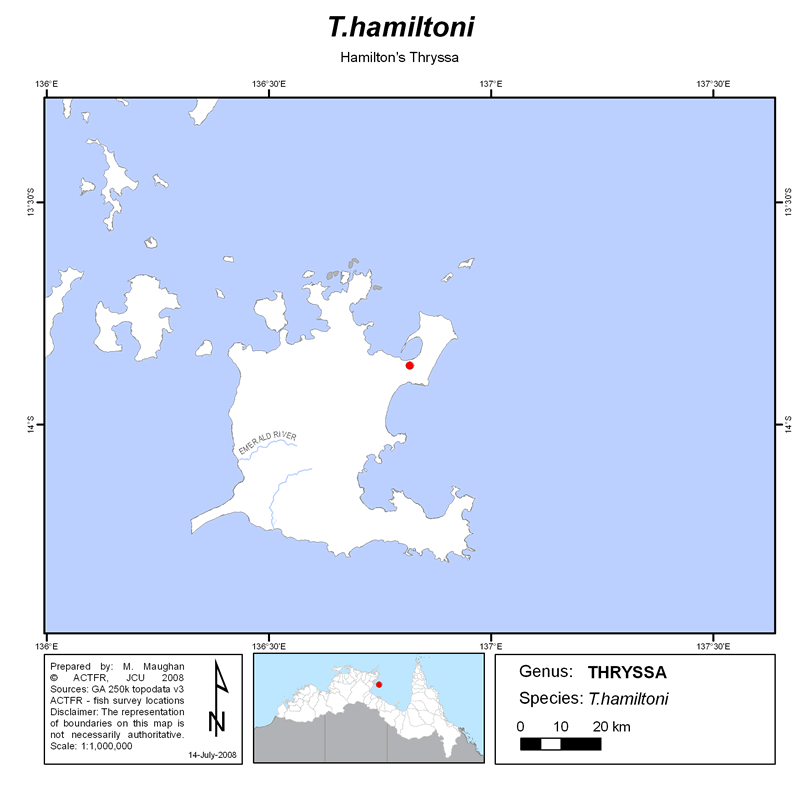 T.hamiltoni
Hamilton's Thryssa
136°E 136°30'E 137°E 137°30'E
13°30'S 13°30'S
EMERALD RIVER
14°S 14°S
136°E 136°30'E 137°E 137°30'E
Prepared by: M. Maughan
© ACTFR, JCU 2008
Sources: GA 250k topodata v3
ACTFR - fish survey locations
Disclaimer: The representation
of boundaries on this map is
not necessarily authoritative.
Scale: 1:1,000,000
N
14-July-2008
Genus: THRYSSA
Species: T.hamiltoni
0 10 20 km